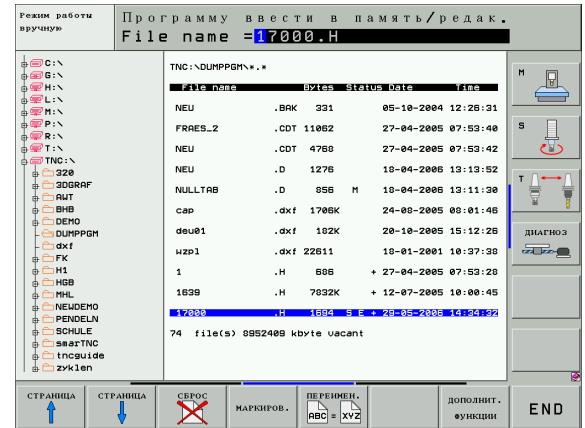 Режим работы
вручную
Программу ввести в память/редак.
File name =17000.H
C:\
G:\
H:\
L:\
M:\
P:\
R:\
T:\
TNC:\
320
3DGRAF
AWT
BHB
DEMO
DUMPPGM
dxf
FK
H1
HGB
MHL
NEWDEMO
PENDELN
SCHULE
smarTNC
tncguide
zyklen
TNC:\DUMPPGM\*.*
File name Bytes Status Date Time
NEU .BAK 331 05-10-2004 12:26:31
FRAES_2 .CDT 11062 27-04-2005 07:53:40
NEU .CDT 4768 27-04-2005 07:53:42
NEU .D 1276 18-04-2006 13:13:52
NULLTAB .D 856 M 18-04-2006 13:11:30
cap .dxf 1706K 24-08-2005 08:01:46
deu01 .dxf 182K 20-10-2005 15:12:26
wzpl .dxf 22611 18-01-2001 10:37:38
1 .H 686 + 27-04-2005 07:53:28
1639 .H 7832K + 12-07-2005 10:00:45
17000 .H 1694 S E + 29-05-2006 14:34:32
74 file(s) 8952409 kbyte vacant
M
S
T
ДИАГНОЗ
СТРАНИЦА
СТРАНИЦА
СБРОС
МАРКИРОВ.
ПЕРЕИМЕН.
ABC = XYZ
ДОПОЛНИТ.
ФУНКЦИИ
END